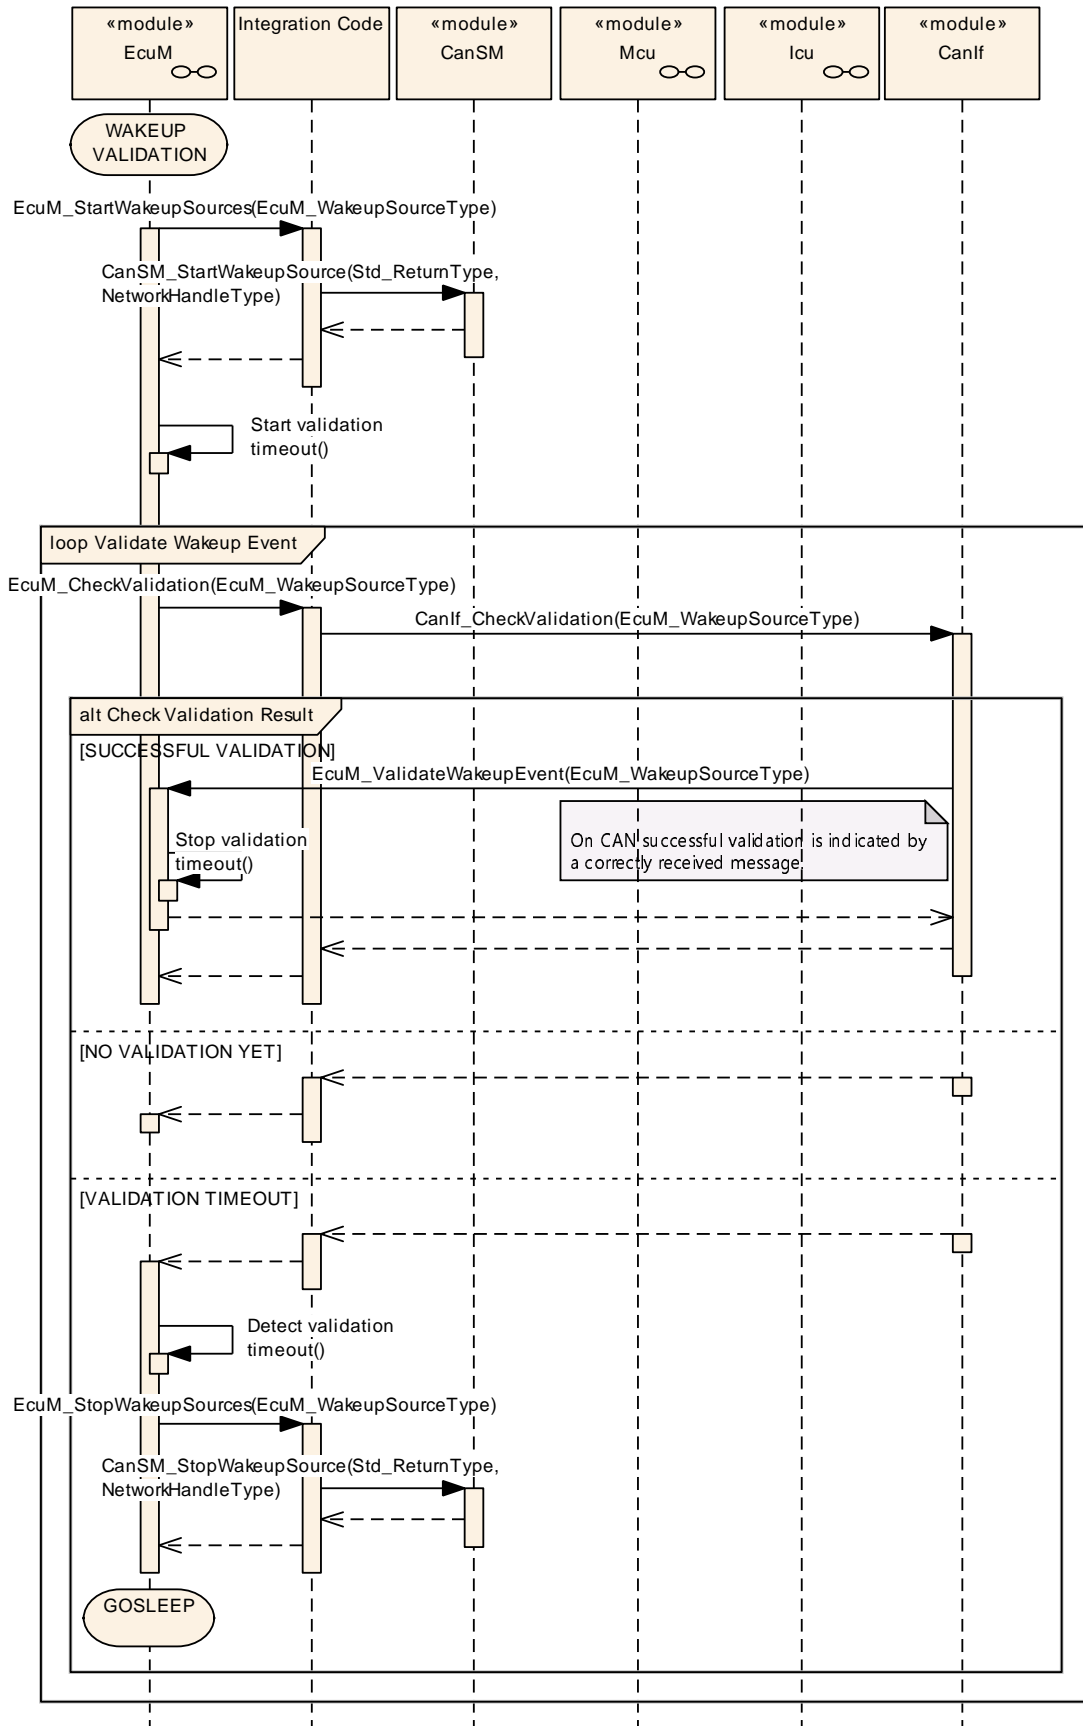 «module»
EcuM
Integration Code
«module»
CanSM
«module»
Mcu
«module»
Icu
«module»
CanIf
WAKEUP
VALIDATION
EcuM_StartWakeupSources(EcuM_WakeupSourceType)
CanSM_StartWakeupSource(Std_ReturnType,
NetworkHandleType)
Start validation
timeout()
loop Validate Wakeup Event
EcuM_CheckValidation(EcuM_WakeupSourceType)
CanIf_CheckValidation(EcuM_WakeupSourceType)
alt Check Validation Result
[SUCCESSFUL VALIDATION]
EcuM_ValidateWakeupEvent(EcuM_WakeupSourceType)
On CAN successful validation is indicated by
a correctly received message.
Stop validation
timeout()
[NO VALIDATION YET]
[VALIDATION TIMEOUT]
Detect validation
timeout()
EcuM_StopWakeupSources(EcuM_WakeupSourceType)
CanSM_StopWakeupSource(Std_ReturnType,
NetworkHandleType)
GOSLEEP